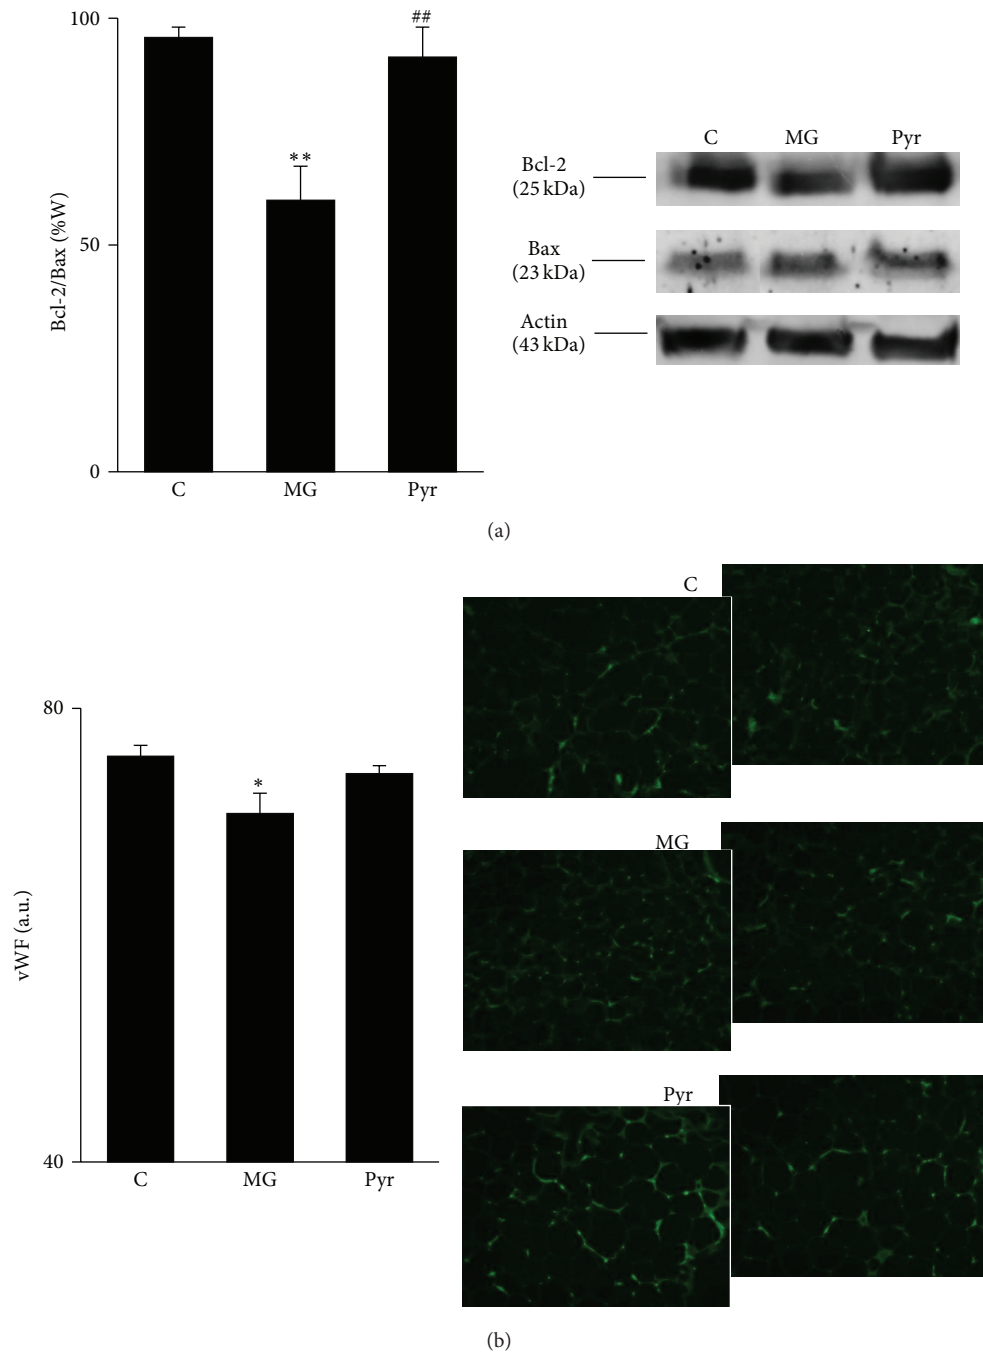 100
##
**
Bcl-2/Bax (%W)
50
0
C
MG
Pyr
C
MG
Pyr
Bcl-2
(25 kDa)
Bax
(23 kDa)
Actin
(43 kDa)
(a)
80
*
vWF (a.u.)
40
C
MG
Pyr
C
MG
Pyr
(b)